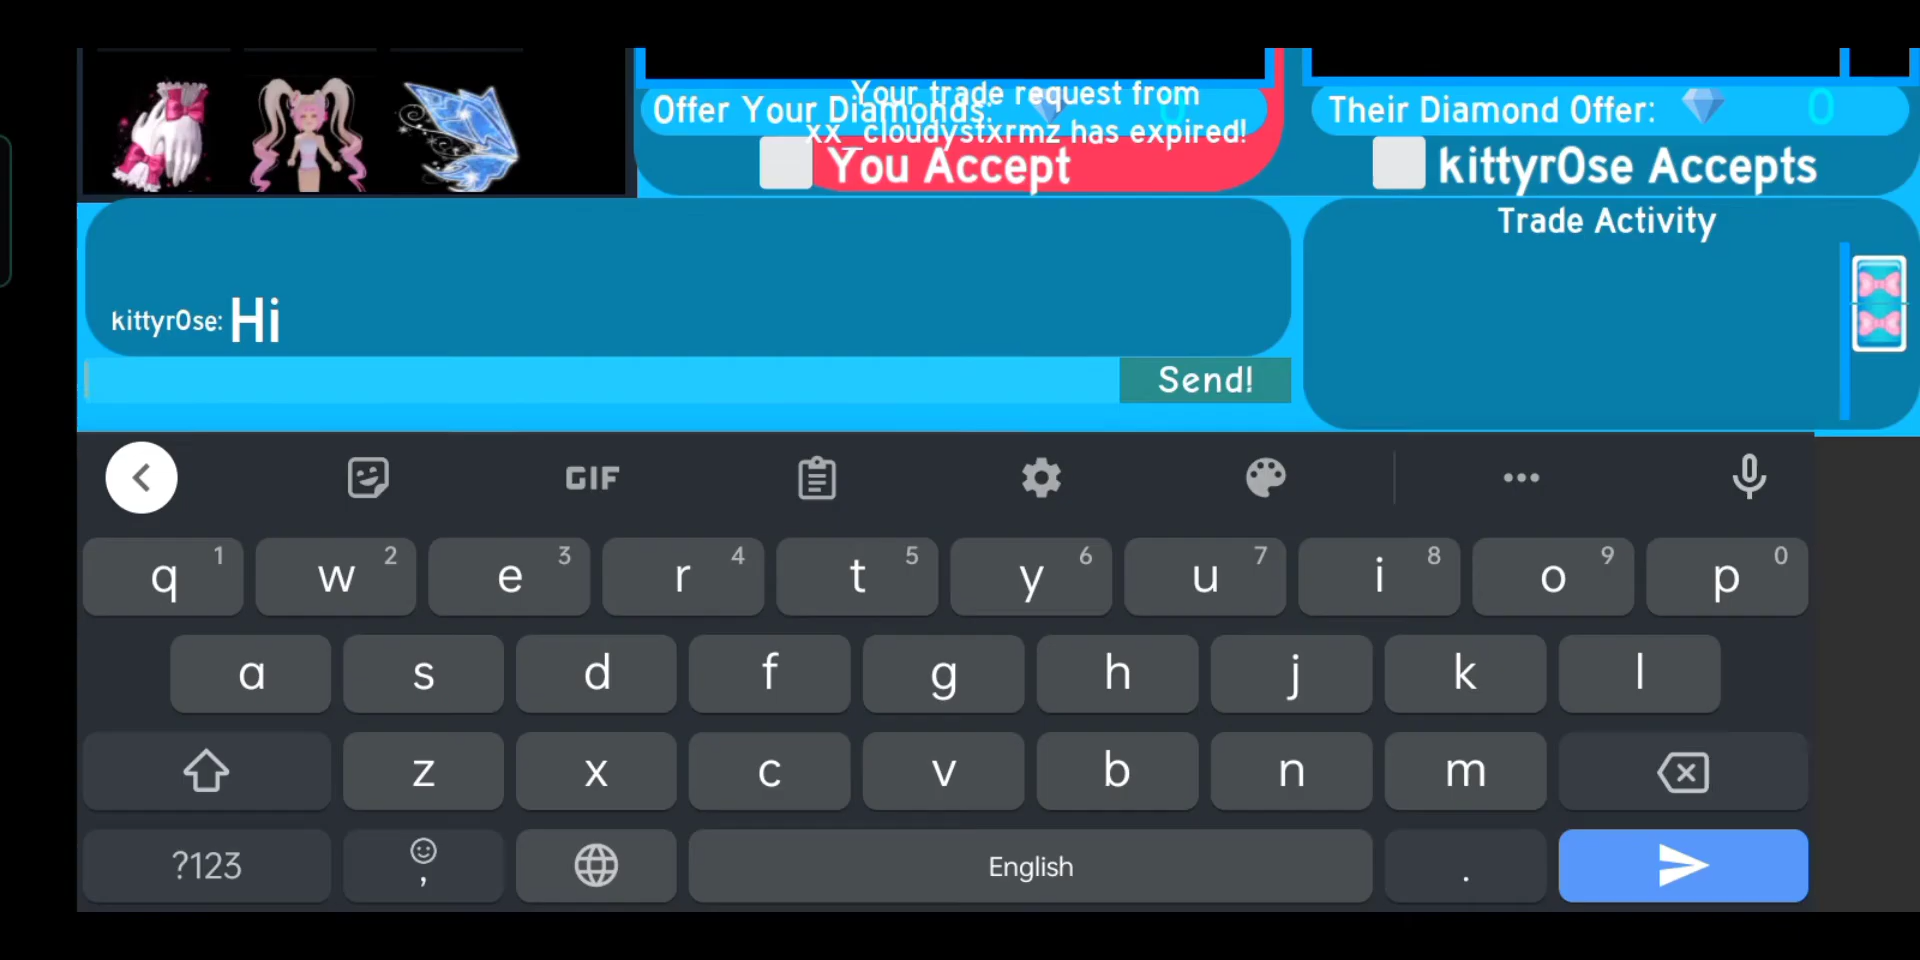 Your trade request from
xx_cloudystxrmz has expired!
Offer Your Diamonds: 0
You Accept
Their Diamond Offer: 0
kittyr0se Accepts
Trade Activity
kittyr0se: Hi
Send!
GIF
q 1 w 2 e 3 r 4 t 5 y 6 u 7 i 8 o 9 p 0
a s d f g h j k l
z x c v b n m
?123 , English .